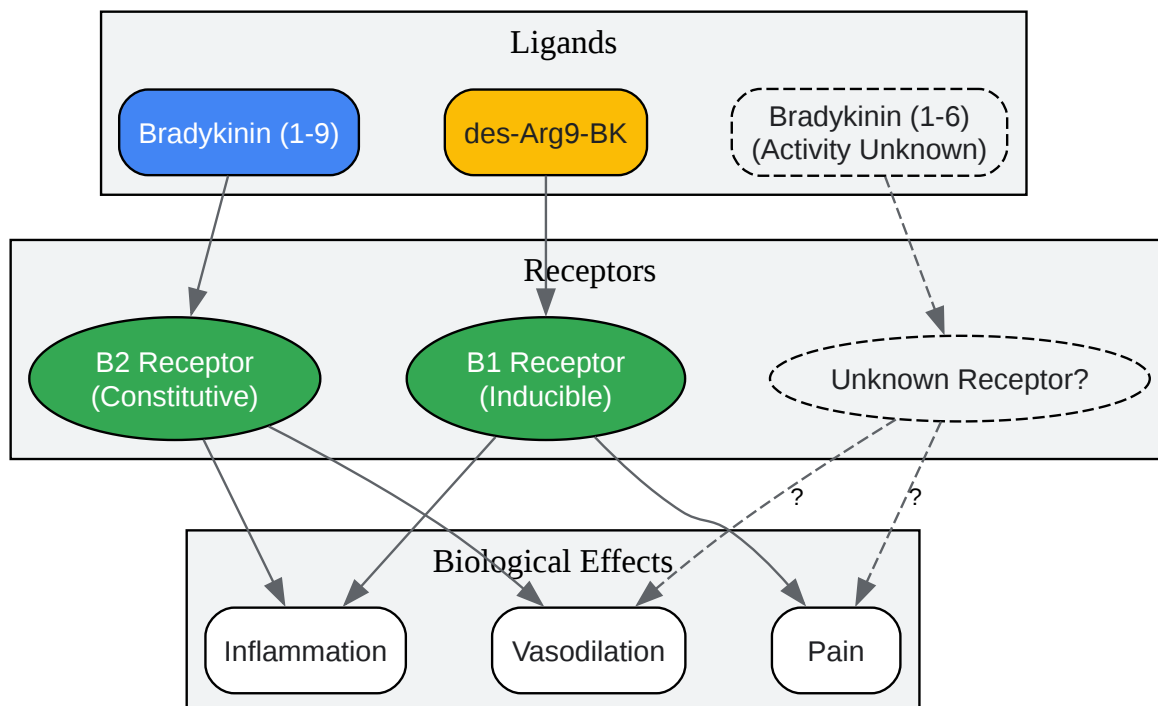 Ligands
Bradykinin (1-9)
des-Arg9-BK
Bradykinin (1-6)
(Activity Unknown)
Receptors
B2 Receptor
(Constitutive)
B1 Receptor
(Inducible)
Unknown Receptor?
?
?
Biological Effects
Inflammation
Vasodilation
Pain